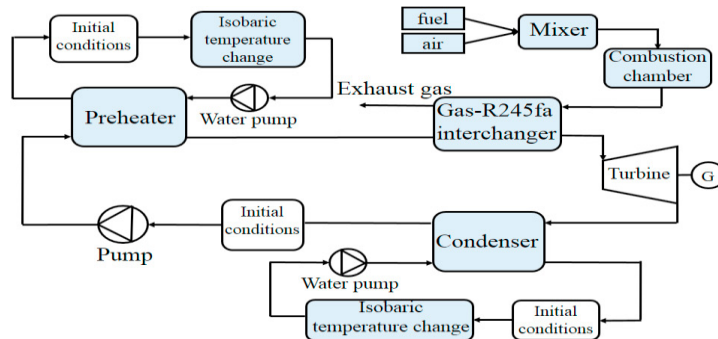 Initial
conditions
Isobaric
temperature
change
fuel
air
Mixer
Combustion
chamber
Water pump
Exhaust gas
Preheater
Gas-R245fa
interchanger
Turbine
G
Pump
Initial
conditions
Condenser
Water pump
Isobaric
temperature change
Initial
conditions